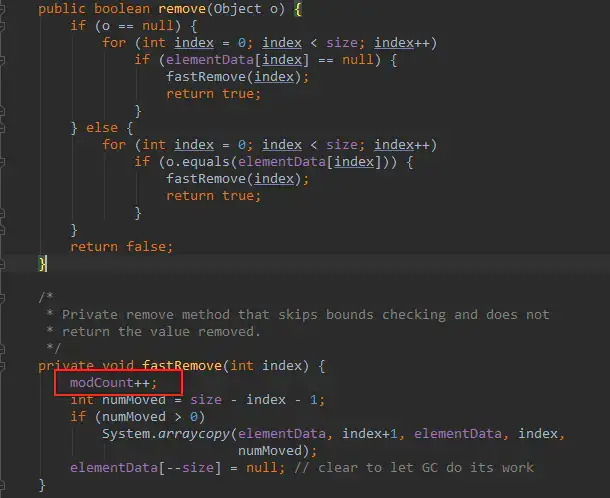 public boolean remove(Object o) {
    if (o == null) {
        for (int index = 0; index < size; index++)
            if (elementData[index] == null) {
                fastRemove(index);
                return true;
            }
    } else {
        for (int index = 0; index < size; index++)
            if (o.equals(elementData[index])) {
                fastRemove(index);
                return true;
            }
    }
    return false;
}
/*
 * Private remove method that skips bounds checking and does not
 * return the value removed.
 */
private void fastRemove(int index) {
    modCount++;
    int numMoved = size - index - 1;
    if (numMoved > 0)
        System.arraycopy(elementData, index+1, elementData, index,
                         numMoved);
    elementData[--size] = null; // clear to let GC do its work
}